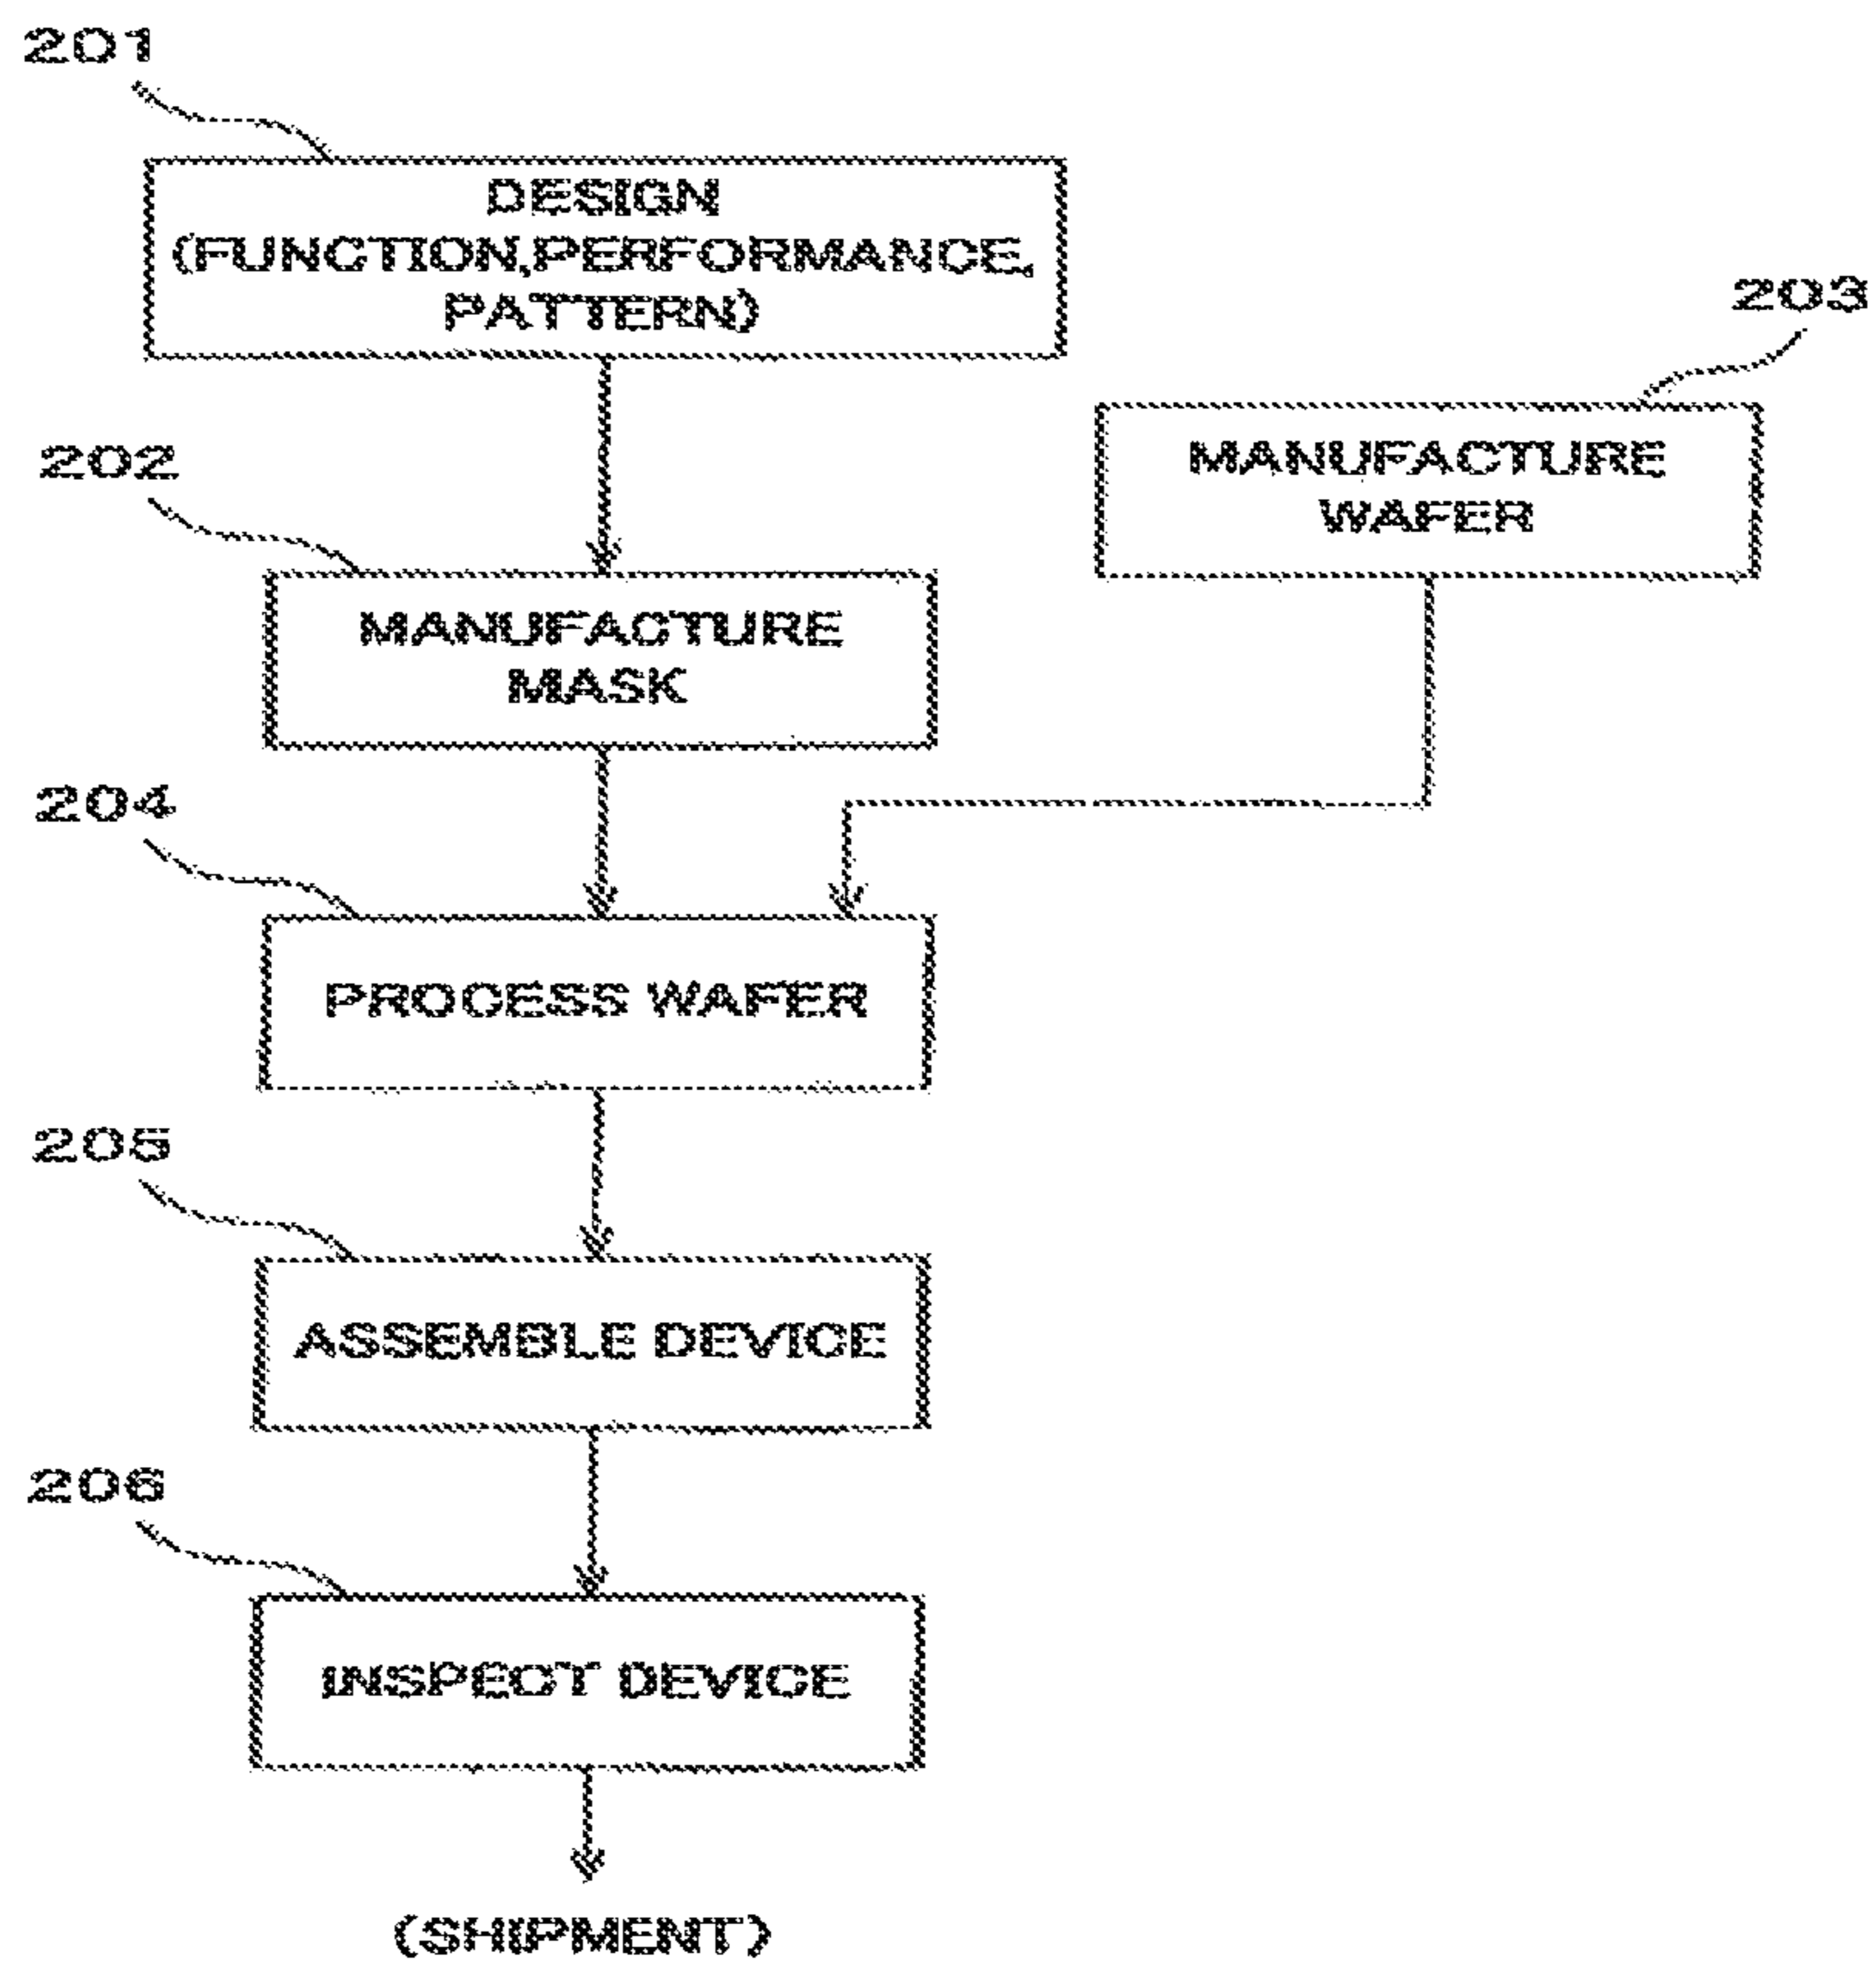 201
DESIGN
(FUNCTION,PERFORMANCE,
PATTERN)
203
MANUFACTURE
WAFER
202
MANUFACTURE
MASK
204
PROCESS WAFER
205
ASSEMBLE DEVICE
206
INSPECT DEVICE
(SHIPMENT)